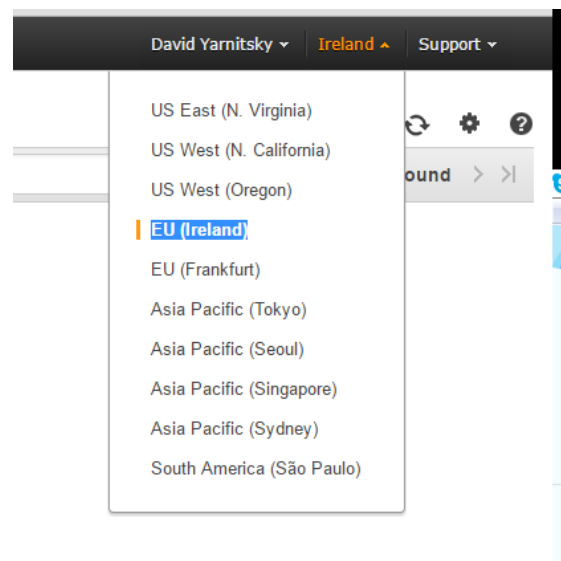 David Yarnitsky Ireland Support
US East (N. Virginia)
US West (N. California)
ound
US West (Oregon)
EU (Ireland)
EU (Frankfurt)
Asia Pacific (Tokyo)
Asia Pacific (Seoul)
Asia Pacific (Singapore)
Asia Pacific (Sydney)
South America (São Paulo)